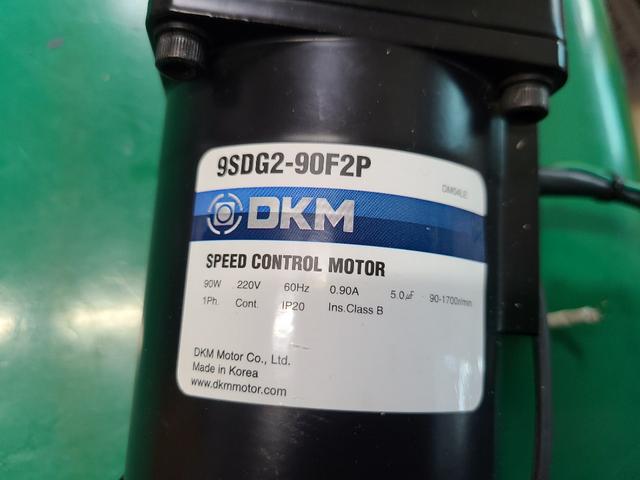 9SDG2-90F2P
DM04LE
DKM
SPEED CONTROL MOTOR
90W 220V 60Hz 0.90A 5.0㎌ 90-1700r/min
1Ph. Cont. IP20 Ins.Class B
DKM Motor Co., Ltd.
Made in Korea
www.dkmmotor.com